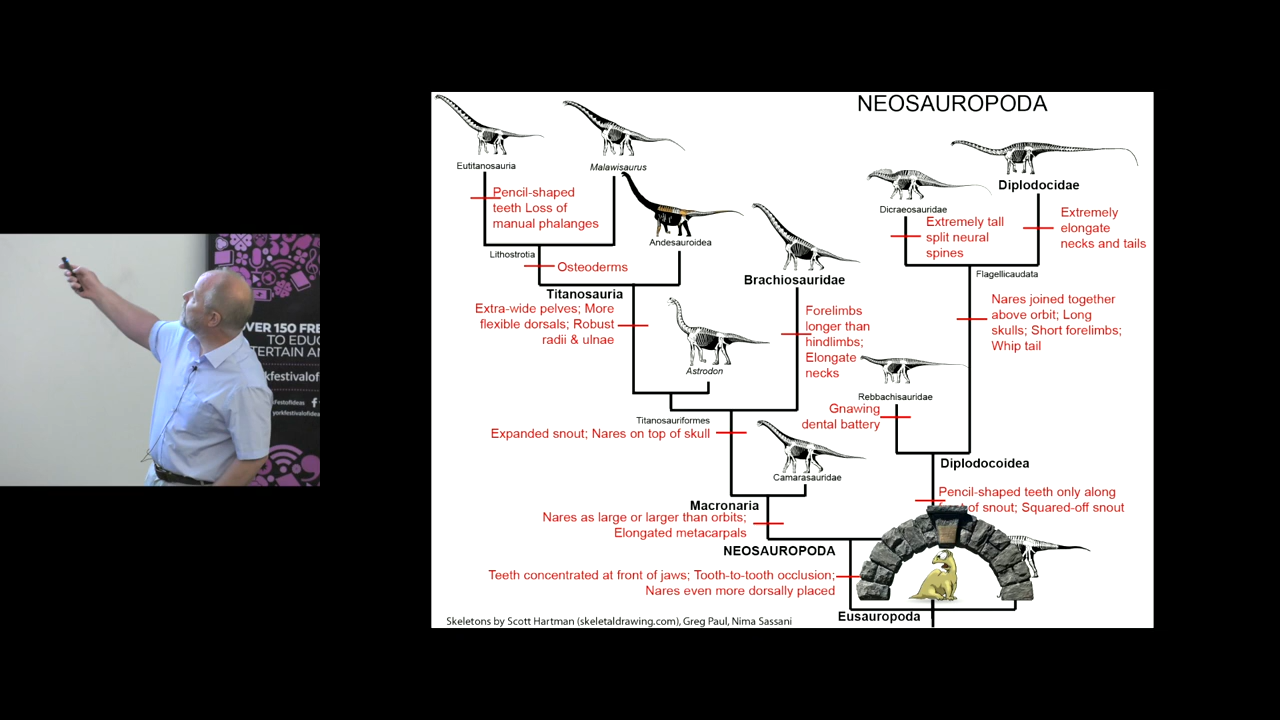 NEOSAUROPODA
Eutitanosauria
Malawisaurus
Diplodocidae
Pencil-shaped
teeth Loss of
manual phalanges
Dicraeosauridae
Extremely tall
split neural
spines
Extremely
elongate
necks and tails
Andesauroidea
Lithostrotia
Osteoderms
Titanosauria
Brachiosauridae
Flagellicaudata
Extra-wide pelves; More
flexible dorsals; Robust
radii & ulnae
Forelimbs
longer than
hindlimbs;
Elongate
necks
Nares joined together
above orbit; Long
skulls; Short forelimbs;
Whip tail
Astrodon
Rebbachisauridae
Gnawing
dental battery
Titanosauriformes
Expanded snout; Nares on top of skull
Camarasauridae
Diplodocoidea
Macronaria
Pencil-shaped teeth only along
of snout; Squared-off snout
Nares as large or larger than orbits;
Elongated metacarpals
NEOSAUROPODA
Teeth concentrated at front of jaws; Tooth-to-tooth occlusion;
Nares even more dorsally placed
Eusauropoda
Skeletons by Scott Hartman (skeletaldrawing.com), Greg Paul, Nima Sassani
VER 150 FRE
TO EDUC
TERTAIN AN
rkfestivalof
festofideas
yorkfestivalofidea